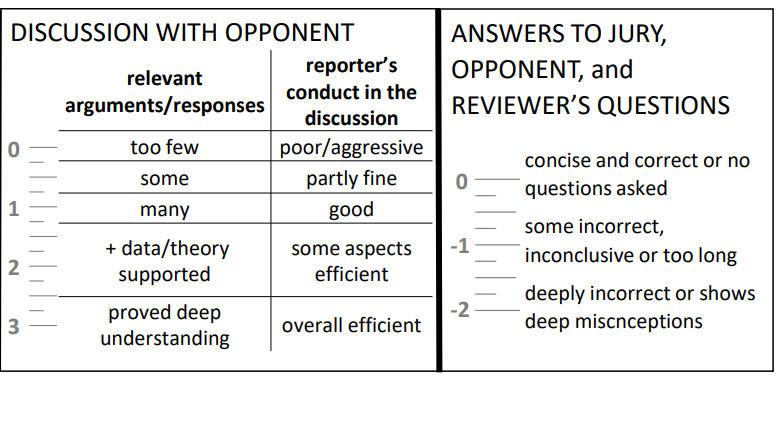 DISCUSSION WITH OPPONENT
relevant
arguments/responses
reporter's
conduct in the
discussion
0
too few
poor/aggressive
some
partly fine
1
many
good
2
+ data/theory
supported
some aspects
efficient
3
proved deep
understanding
overall efficient
ANSWERS TO JURY,
OPPONENT, and
REVIEWER'S QUESTIONS
0
concise and correct or no
questions asked
-1
some incorrect,
inconclusive or too long
-2
deeply incorrect or shows
deep miscnceptions